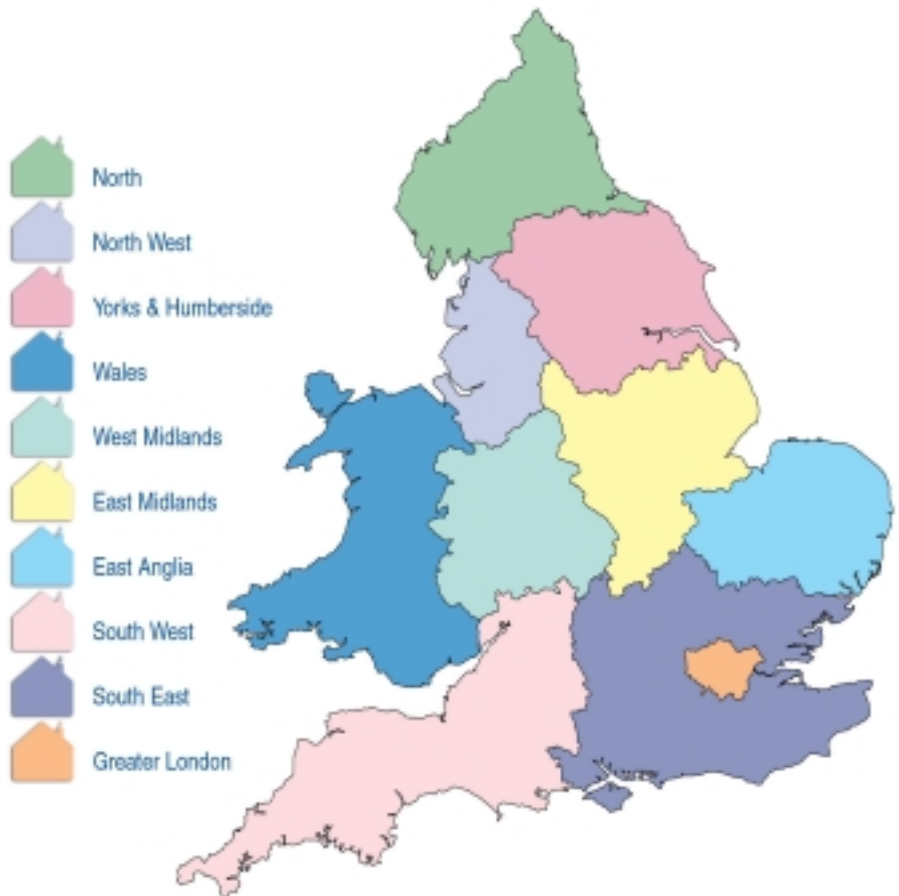 North
North West
Yorks & Humberside
Wales
West Midlands
East Midlands
East Anglia
South West
South East
Greater London